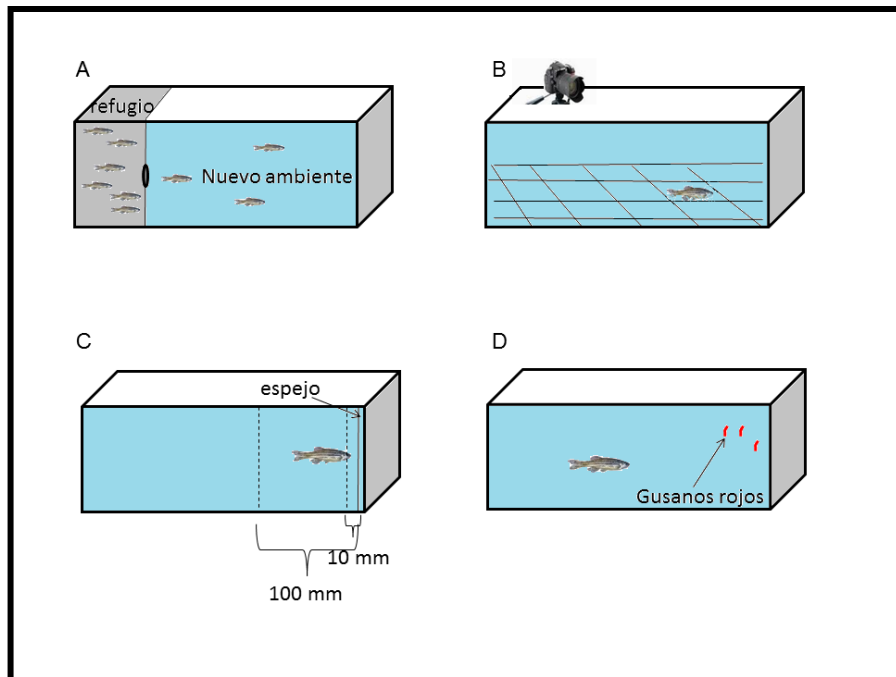 A
refugio
Nuevo ambiente
B
C
espejo
10 mm
100 mm
D
Gusanos rojos